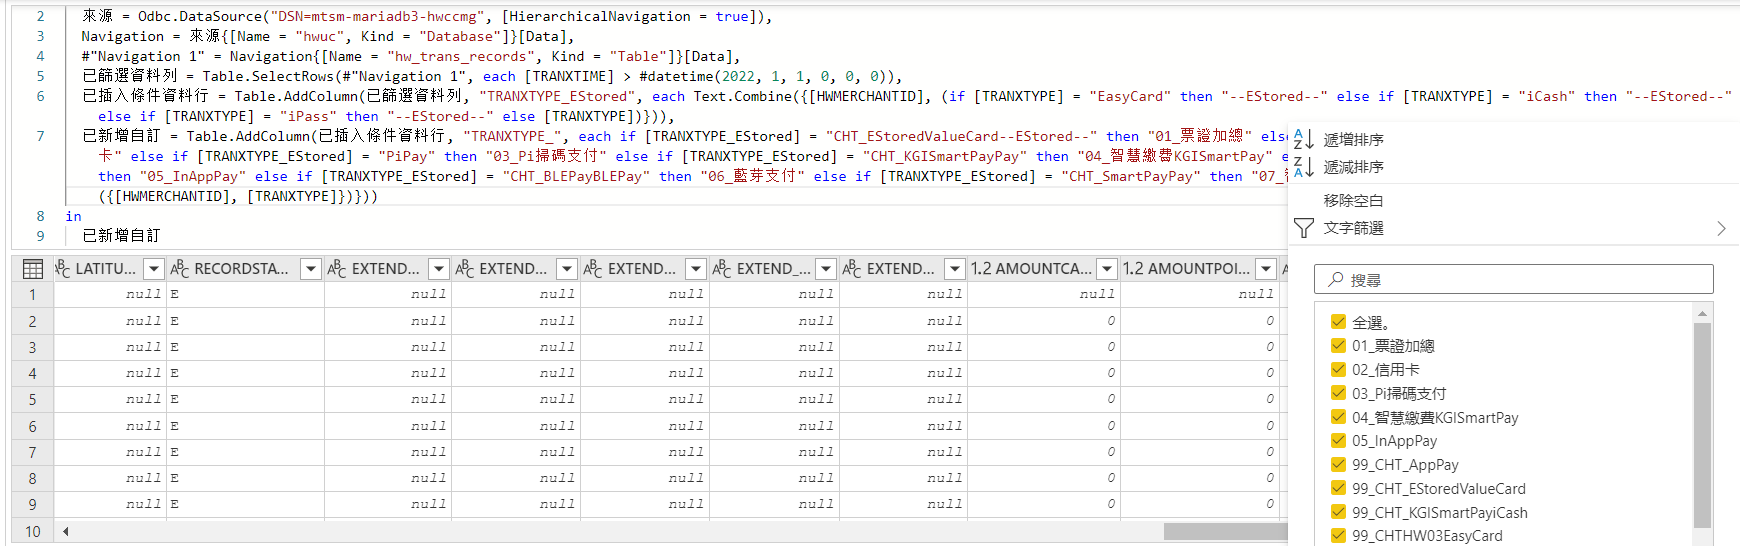 2 來源 = Odbc.DataSource("DSN=mtsm-mariadb3-hwccmg", [HierarchicalNavigation = true]),
3 Navigation = 來源{[Name = "hwuc", Kind = "Database"]}[Data],
4 #"Navigation 1" = Navigation{[Name = "hw_trans_records", Kind = "Table"]}[Data],
5 已篩選資料列 = Table.SelectRows(#"Navigation 1", each [TRANXTIME] > #datetime(2022, 1, 1, 0, 0, 0)),
6 已插入條件資料行 = Table.AddColumn(已篩選資料列, "TRANXTYPE_EStored", each Text.Combine({[HWMERCHANTID], (if [TRANXTYPE] = "EasyCard" then "--EStored--" else if [TRANXTYPE] = "iCash" then "--EStored--"
else if [TRANXTYPE] = "iPass" then "--EStored--" else [TRANXTYPE])})),
7 已新增自訂 = Table.AddColumn(已插入條件資料行, "TRANXTYPE_", each if [TRANXTYPE_EStored] = "CHT_EStoredValueCard--EStored--" then "01_票證加總" else
卡" else if [TRANXTYPE_EStored] = "PiPay" then "03_Pi掃碼支付" else if [TRANXTYPE_EStored] = "CHT_KGISmartPayPay" then "04_智慧繳費KGISmartPay" e
then "05_InAppPay" else if [TRANXTYPE_EStored] = "CHT_BLEPayBLEPay" then "06_藍芽支付" else if [TRANXTYPE_EStored] = "CHT_SmartPayPay" then "07_
({[HWMERCHANTID], [TRANXTYPE]})}))
8 in
9 已新增自訂
遞增排序
遞減排序
移除空白
文字篩選
搜尋
全選。
01_票證加總
02_信用卡
03_Pi掃碼支付
04_智慧繳費KGISmartPay
05_InAppPay
99_CHT_AppPay
99_CHT_EStoredValueCard
99_CHT_KGISmartPayiCash
99_CHTHW03EasyCard
LATITU... RECORDSTA... EXTEND... EXTEND... EXTEND... EXTEND_... EXTEND... 1.2 AMOUNTCA... 1.2 AMOUNTPOI...
1 null E null null null null null null null
2 null E null null null null null 0 0
3 null E null null null null null 0 0
4 null E null null null null null 0 0
5 null E null null null null null 0 0
6 null E null null null null null 0 0
7 null E null null null null null 0 0
8 null E null null null null null 0 0
9 null E null null null null null 0 0
10